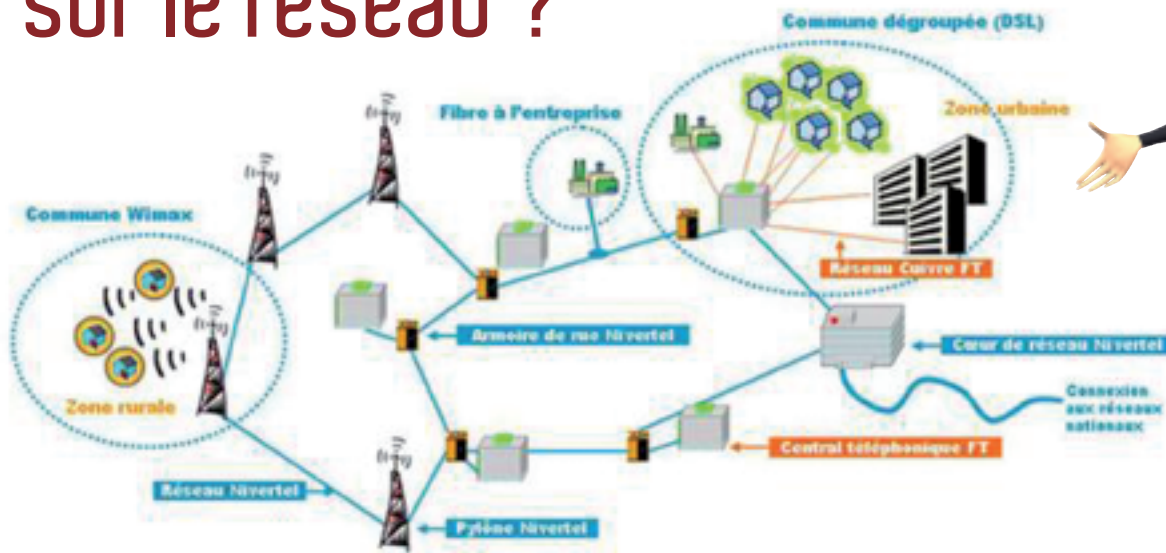 sur le réseau ?
Commune dégroupée (DSL)
Fibre à l'entreprise
Zone urbaine
Commune Wimax
Réseau Cuivre FT
Armoire de rue Nivertel
Cœur de réseau Nivertel
Zone rurale
Connexion
aux réseaux
nationaux
Central téléphonique FT
Réseau Nivertel
Pylône Nivertel